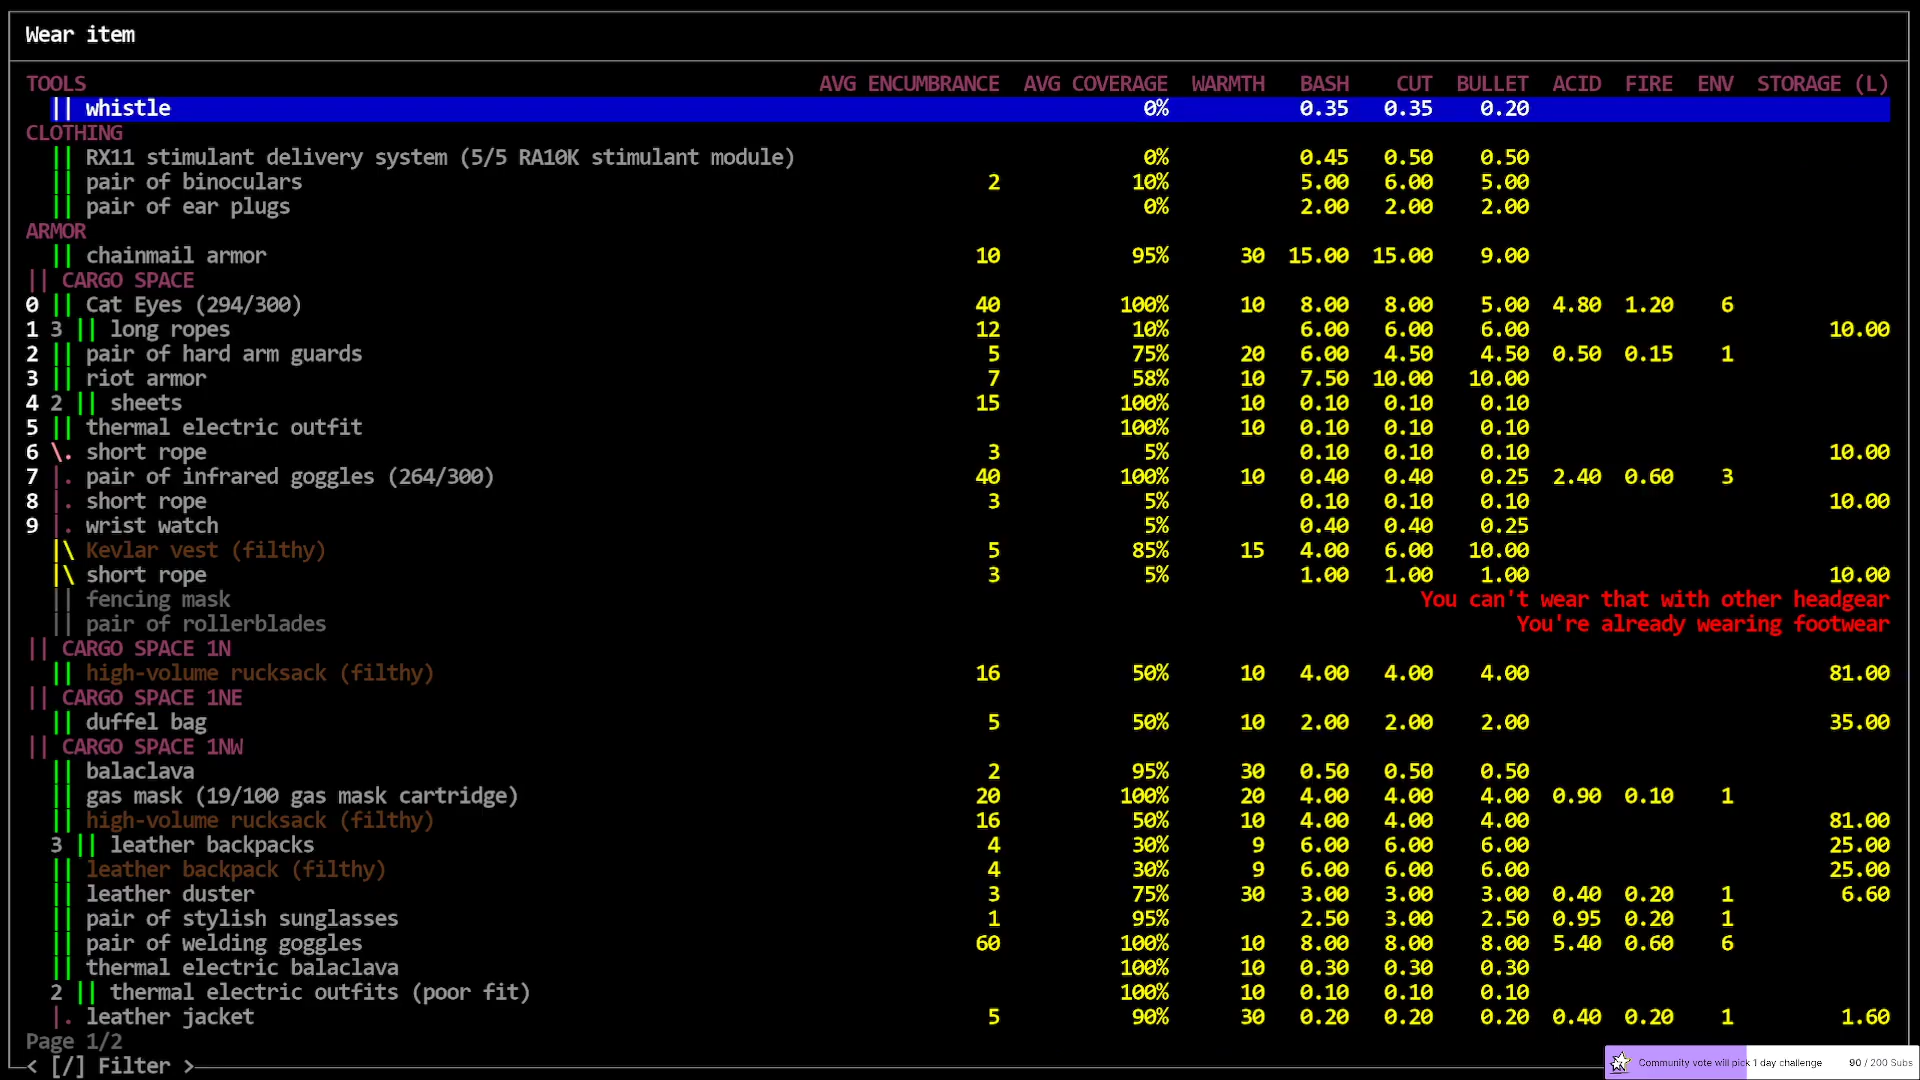 Wear item
TOOLS AVG ENCUMBRANCE AVG COVERAGE WARMTH BASH CUT BULLET ACID FIRE ENV STORAGE (L)
|| whistle 0% 0.35 0.35 0.20
CLOTHING
|| RX11 stimulant delivery system (5/5 RA10K stimulant module) 0% 0.45 0.50 0.50
|| pair of binoculars 2 10% 5.00 6.00 5.00
|| pair of ear plugs 0% 2.00 2.00 2.00
ARMOR
|| chainmail armor 10 95% 30 15.00 15.00 9.00
|| CARGO SPACE
0 || Cat Eyes (294/300) 40 100% 10 8.00 8.00 5.00 4.80 1.20 6
1 3 || long ropes 12 10% 6.00 6.00 6.00 10.00
2 || pair of hard arm guards 5 75% 20 6.00 4.50 4.50 0.50 0.15 1
3 || riot armor 7 58% 10 7.50 10.00 10.00
4 2 || sheets 15 100% 10 0.10 0.10 0.10
5 || thermal electric outfit 100% 10 0.10 0.10 0.10
6 \. short rope 3 5% 0.10 0.10 0.10 10.00
7 |. pair of infrared goggles (264/300) 40 100% 10 0.40 0.40 0.25 2.40 0.60 3
8 |. short rope 3 5% 0.10 0.10 0.10 10.00
9 |. wrist watch 5% 0.40 0.40 0.25
|\ Kevlar vest (filthy) 5 85% 15 4.00 6.00 10.00
|\ short rope 3 5% 1.00 1.00 1.00 10.00
|| fencing mask You can't wear that with other headgear
|| pair of rollerblades You're already wearing footwear
|| CARGO SPACE 1N
|| high-volume rucksack (filthy) 16 50% 10 4.00 4.00 4.00 81.00
|| CARGO SPACE 1NE
|| duffel bag 5 50% 10 2.00 2.00 2.00 35.00
|| CARGO SPACE 1NW
|| balaclava 2 95% 30 0.50 0.50 0.50
|| gas mask (19/100 gas mask cartridge) 20 100% 20 4.00 4.00 4.00 0.90 0.10 1
|| high-volume rucksack (filthy) 16 50% 10 4.00 4.00 4.00 81.00
3 || leather backpacks 4 30% 9 6.00 6.00 6.00 25.00
|| leather backpack (filthy) 4 30% 9 6.00 6.00 6.00 25.00
|| leather duster 3 75% 30 3.00 3.00 3.00 0.40 0.20 1 6.60
|| pair of stylish sunglasses 1 95% 2.50 3.00 2.50 0.95 0.20 1
|| pair of welding goggles 60 100% 10 8.00 8.00 8.00 5.40 0.60 6
|| thermal electric balaclava 100% 10 0.30 0.30 0.30
2 || thermal electric outfits (poor fit) 100% 10 0.10 0.10 0.10
|. leather jacket 5 90% 30 0.20 0.20 0.20 0.40 0.20 1 1.60
Page 1/2
< [/] Filter >
Community vote will pick 1 day challenge 90 / 200 Subs